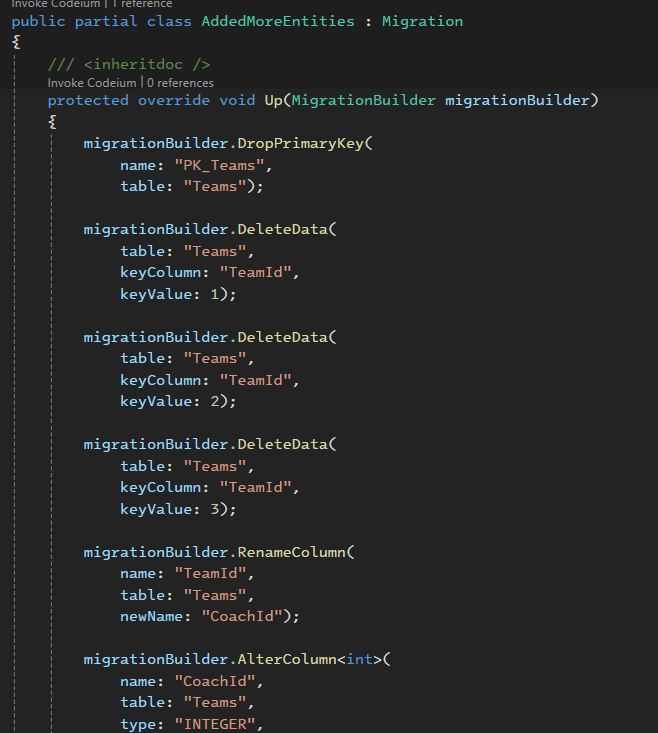 Invoke Codeium | 1 reference
public partial class AddedMoreEntities : Migration
{
/// <inheritdoc />
Invoke Codeium | 0 references
protected override void Up(MigrationBuilder migrationBuilder)
{
migrationBuilder.DropPrimaryKey(
name: "PK_Teams",
table: "Teams");
migrationBuilder.DeleteData(
table: "Teams",
keyColumn: "TeamId",
keyValue: 1);
migrationBuilder.DeleteData(
table: "Teams",
keyColumn: "TeamId",
keyValue: 2);
migrationBuilder.DeleteData(
table: "Teams",
keyColumn: "TeamId",
keyValue: 3);
migrationBuilder.RenameColumn(
name: "TeamId",
table: "Teams",
newName: "CoachId");
migrationBuilder.AlterColumn<int>(
name: "CoachId",
table: "Teams",
type: "INTEGER",